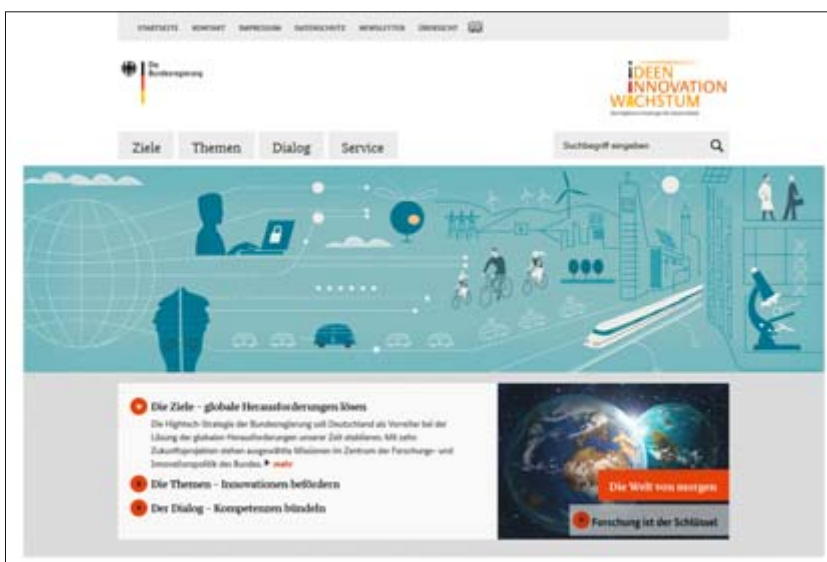 STARTSEITE KONTAKT IMPRESSUM DATENSCHUTZ NEWSLETTER ÜBERSICHT
Die
Bundesregierung
iDEEN
iNNOVATION
WACHSTUM
Ziele Themen Dialog Service
Suchbegriff eingeben
Die Ziele – globale Herausforderungen lösen
Die Hightech-Strategie der Bundesregierung soll Deutschland als Vorreiter bei der
Lösung der globalen Herausforderungen unserer Zeit etablieren. Mit zehn
Zukunftsprojekten stehen ausgewählte Missionen im Zentrum der Forschungs- und
Innovationspolitik des Bundes. mehr
Die Themen – Innovationen befördern
Der Dialog – Kompetenzen bündeln
Die Welt von morgen
Forschung ist der Schlüssel